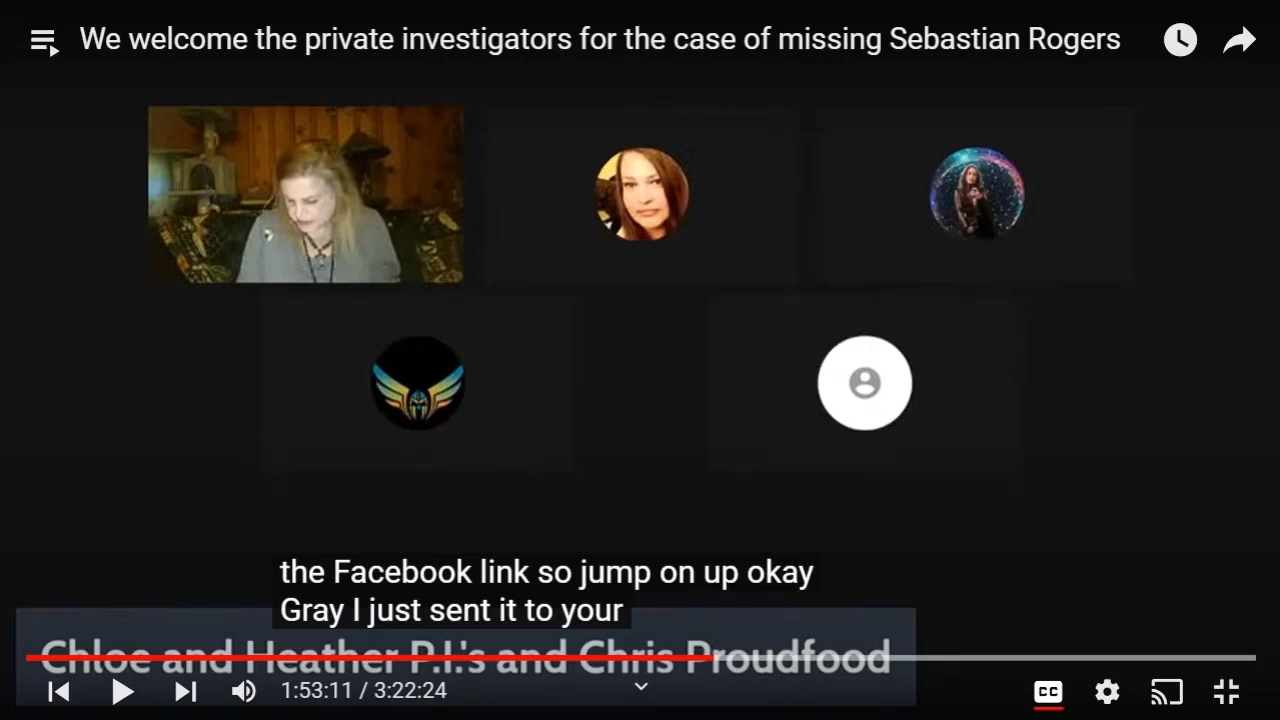 We welcome the private investigators for the case of missing Sebastian Rogers
the Facebook link so jump on up okay
Gray I just sent it to your
Chloe and Heather P.I.'s and Chris Proudfood
1:53:11 / 3:22:24
CC